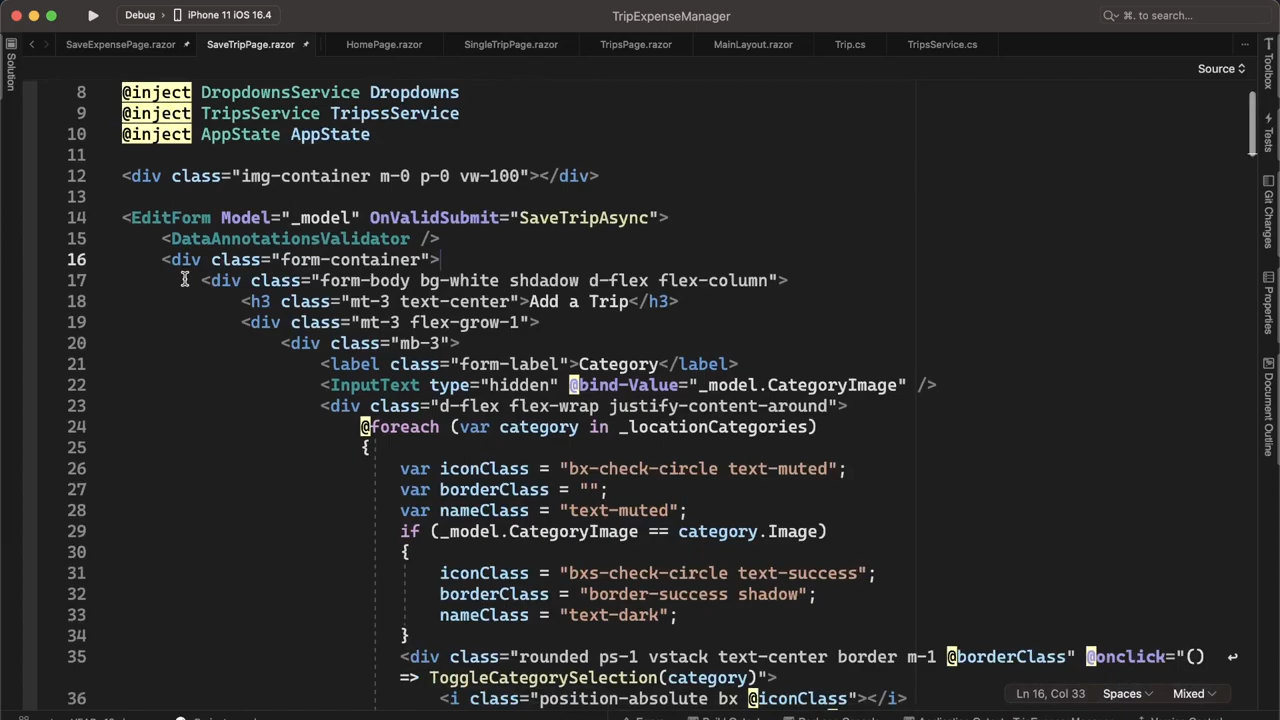 Debug > iPhone 11 iOS 16.4
TripExpenseManager
⌘. to search...
SaveExpensePage.razor
SaveTripPage.razor
HomePage.razor
SingleTripPage.razor
TripsPage.razor
MainLayout.razor
Trip.cs
TripsService.cs
Solution
Source
Toolbox
Tests
Git Changes
Properties
Document Outline
8 @inject DropdownsService Dropdowns
9 @inject TripsService TripssService
10 @inject AppState AppState
11
12 <div class="img-container m-0 p-0 vw-100"></div>
13
14 <EditForm Model="_model" OnValidSubmit="SaveTripAsync">
15 <DataAnnotationsValidator />
16 <div class="form-container">
17 <div class="form-body bg-white shdadow d-flex flex-column">
18 <h3 class="mt-3 text-center">Add a Trip</h3>
19 <div class="mt-3 flex-grow-1">
20 <div class="mb-3">
21 <label class="form-label">Category</label>
22 <InputText type="hidden" @bind-Value="_model.CategoryImage" />
23 <div class="d-flex flex-wrap justify-content-around">
24 @foreach (var category in _locationCategories)
25 {
26 var iconClass = "bx-check-circle text-muted";
27 var borderClass = "";
28 var nameClass = "text-muted";
29 if (_model.CategoryImage == category.Image)
30 {
31 iconClass = "bxs-check-circle text-success";
32 borderClass = "border-success shadow";
33 nameClass = "text-dark";
34 }
35 <div class="rounded ps-1 vstack text-center border m-1 @borderClass" @onclick="()
=> ToggleCategorySelection(category)">
36 <i class="position-absolute bx @iconClass"></i>
Ln 16, Col 33
Spaces
Mixed